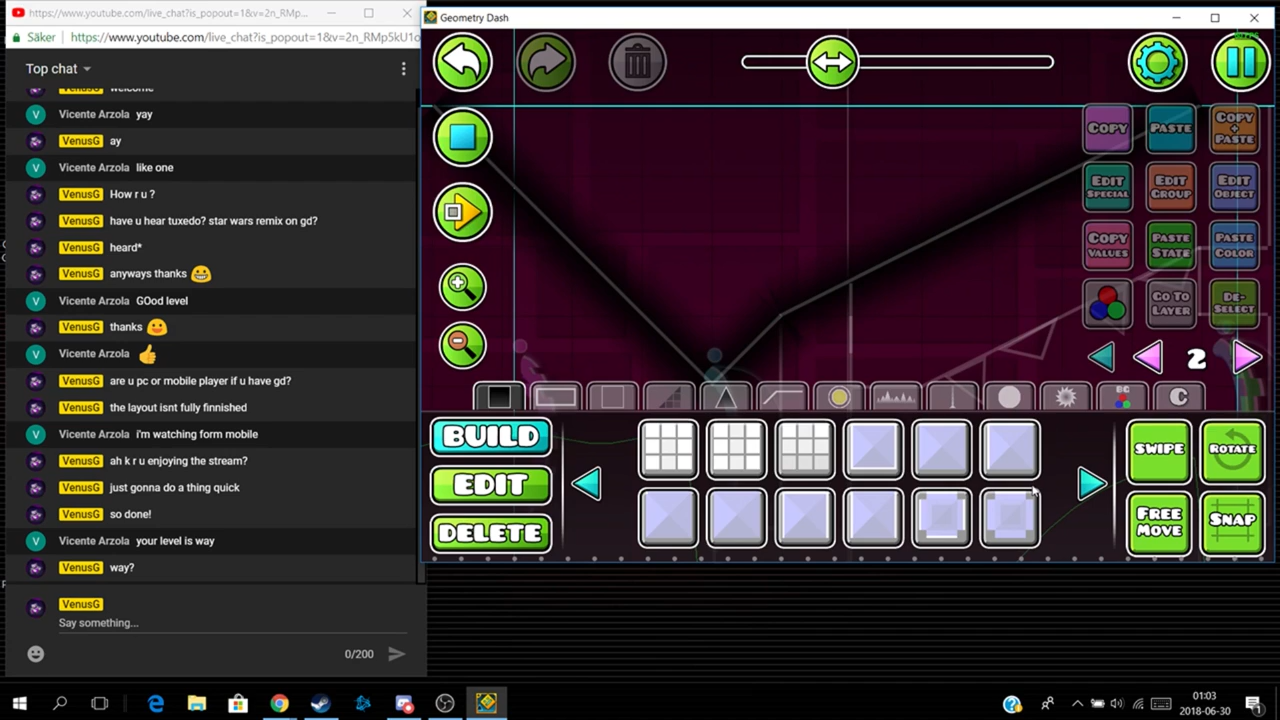 https://www.youtube.com/live_chat?is_popout=1&v=2n_RMp...
Säker
https://www.youtube.com/live_chat?is_popout=1&v=2n_RMp5kU1o
Top chat
VenusG welcome
Vicente Arzola yay
VenusG ay
Vicente Arzola like one
VenusG How r u ?
VenusG have u hear tuxedo? star wars remix on gd?
VenusG heard*
VenusG anyways thanks
Vicente Arzola GOod level
VenusG thanks
Vicente Arzola
VenusG are u pc or mobile player if u have gd?
VenusG the layout isnt fully finnished
Vicente Arzola i'm watching form mobile
VenusG ah k r u enjoying the stream?
VenusG just gonna do a thing quick
VenusG so done!
Vicente Arzola your level is way
VenusG way?
VenusG
Say something...
0/200
Geometry Dash
COPY
PASTE
COPY
+
PASTE
EDIT
SPECIAL
EDIT
GROUP
EDIT
OBJECT
COPY
VALUES
PASTE
STATE
PASTE
COLOR
GO TO
LAYER
DE-
SELECT
2
BG
C
BUILD
EDIT
DELETE
SWIPE
ROTATE
FREE
MOVE
SNAP
01:03
2018-06-30
1